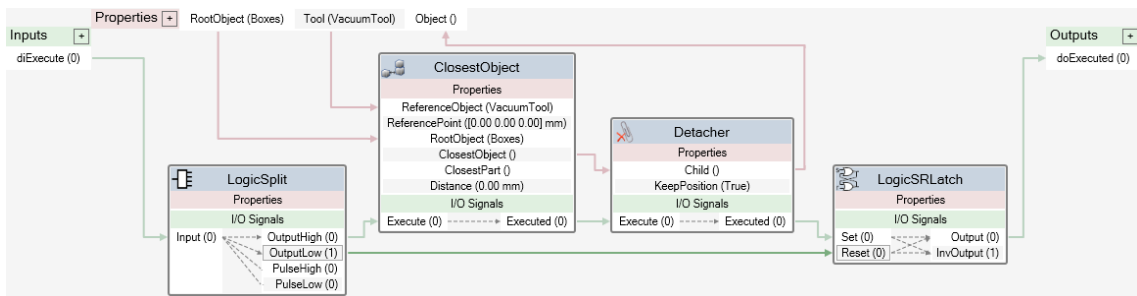 Properties +
RootObject (Boxes)
Tool (VacuumTool)
Object ()
Inputs +
diExecute (0)
Outputs +
doExecuted (0)
ClosestObject
Properties
ReferenceObject (VacuumTool)
ReferencePoint ([0.00 0.00 0.00] mm)
RootObject (Boxes)
ClosestObject ()
ClosestPart ()
Distance (0.00 mm)
I/O Signals
Execute (0)
Executed (0)
Detacher
Properties
Child ()
KeepPosition (True)
I/O Signals
Execute (0)
Executed (0)
LogicSplit
Properties
I/O Signals
Input (0)
OutputHigh (0)
OutputLow (1)
PulseHigh (0)
PulseLow (0)
LogicSRLatch
Properties
I/O Signals
Set (0)
Output (0)
Reset (0)
InvOutput (1)